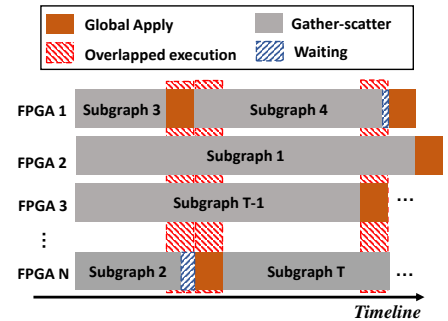 Global Apply
Gather-scatter
Overlapped execution
Waiting
FPGA 1
Subgraph 3
Subgraph 4
FPGA 2
Subgraph 1
FPGA 3
Subgraph T-1
...
⋮
FPGA N
Subgraph 2
Subgraph T
...
Timeline